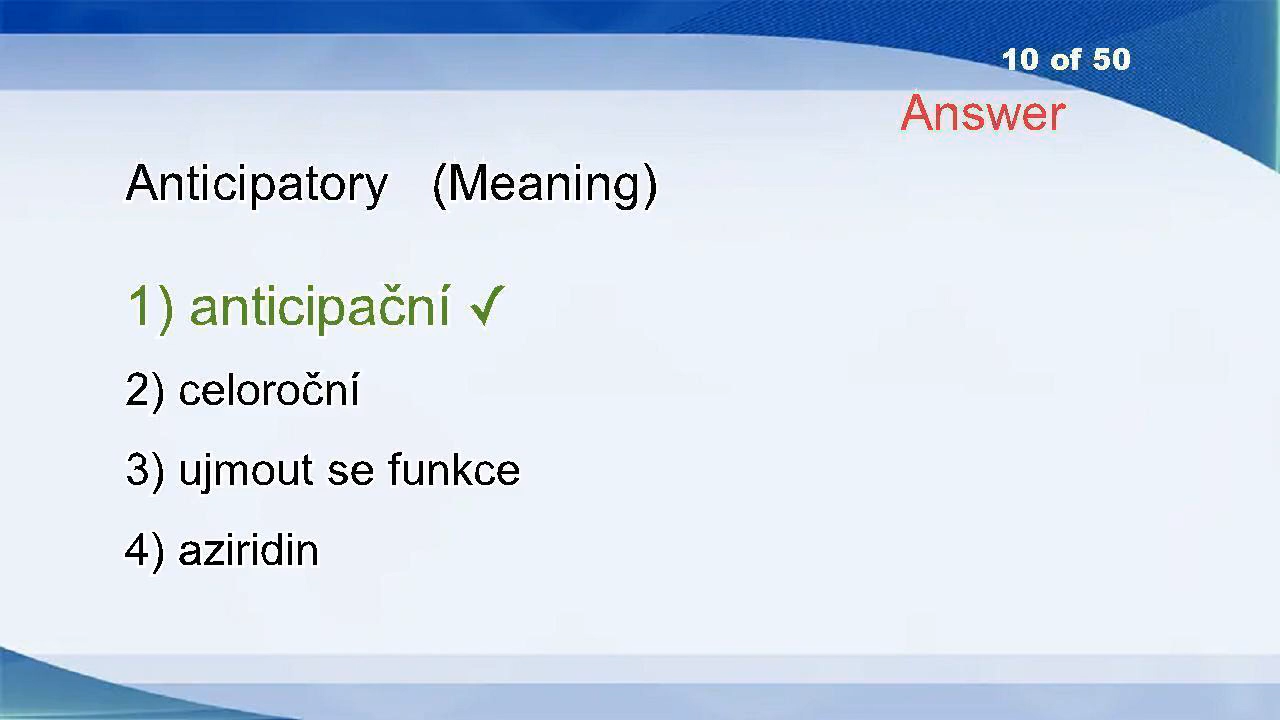 10 of 50
Answer
Anticipatory (Meaning)
1) anticipační ✓
2) celoroční
3) ujmout se funkce
4) aziridin